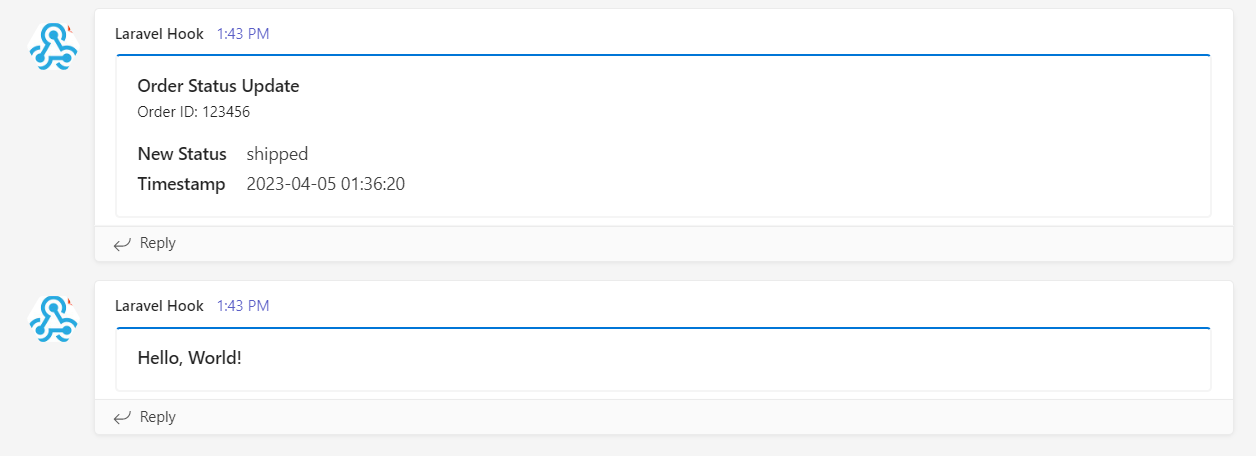 Laravel Hook 1:43 PM
Order Status Update
Order ID: 123456
New Status shipped
Timestamp 2023-04-05 01:36:20
Reply
Laravel Hook 1:43 PM
Hello, World!
Reply